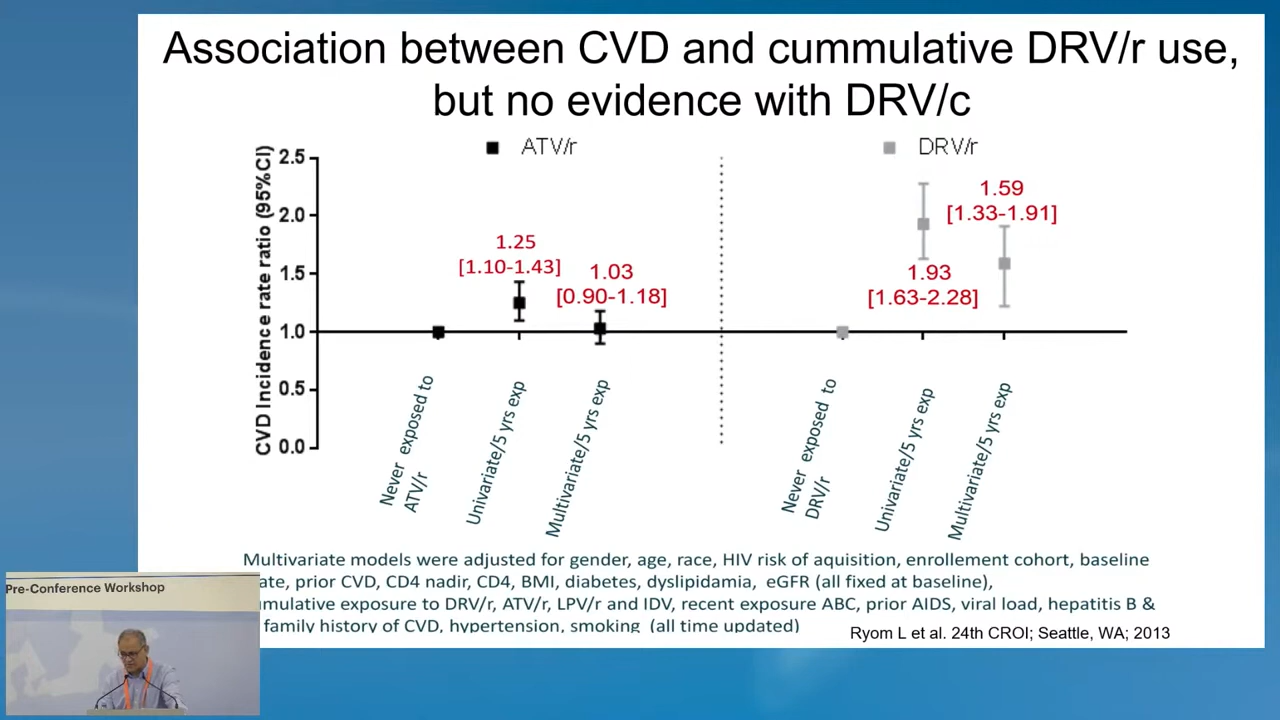 Association between CVD and cummulative DRV/r use,
but no evidence with DRV/c
ATV/r
DRV/r
CVD Incidence rate ratio (95%CI)
2.5
2.0
1.5
1.0
0.5
0.0
1.25
[1.10-1.43]
1.03
[0.90-1.18]
1.93
[1.63-2.28]
1.59
[1.33-1.91]
Never exposed to
ATV/r
Univariate/5 yrs exp
Multivariate/5 yrs exp
Never exposed to
DRV/r
Univariate/5 yrs exp
Multivariate/5 yrs exp
Multivariate models were adjusted for gender, age, race, HIV risk of aquisition, enrollement cohort, baseline
prior CVD, CD4 nadir, CD4, BMI, diabetes, dyslipidamia, eGFR (all fixed at baseline),
exposure to DRV/r, ATV/r, LPV/r and IDV, recent exposure ABC, prior AIDS, viral load, hepatitis B &
family history of CVD, hypertension, smoking (all time updated)
Ryom L et al. 24th CROI; Seattle, WA; 2013
Pre-Conference Workshop